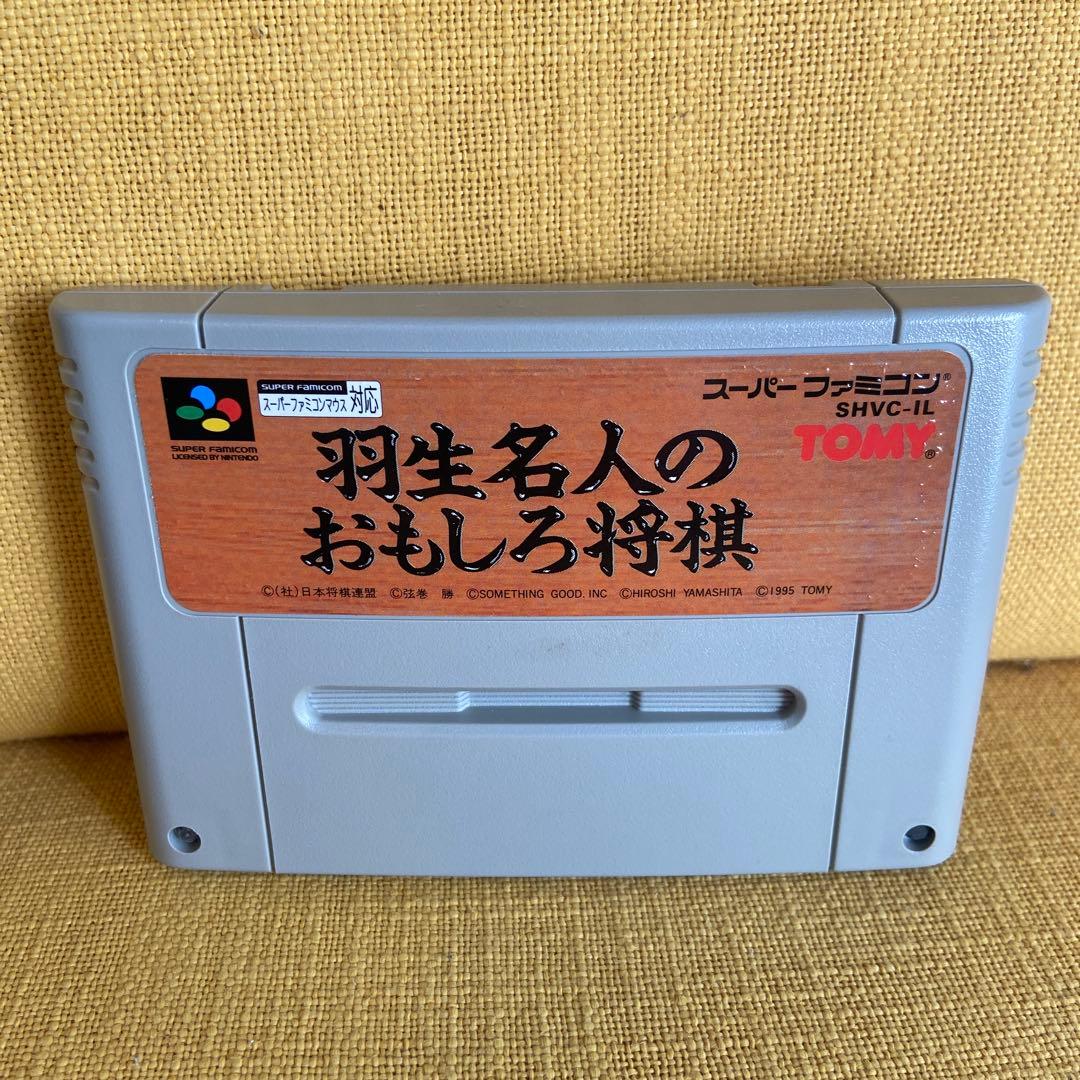 SUPER FAMICOM
LICENSED BY NINTENDO
SUPER FAMICOM
スーパーファミコンマウス対応
スーパーファミコン®
SHVC-IL
TOMY®
羽生名人の
おもしろ将棋
©(社)日本将棋連盟 ©弦巻 勝 ©SOMETHING GOOD. INC ©HIROSHI YAMASHITA ©1995 TOMY